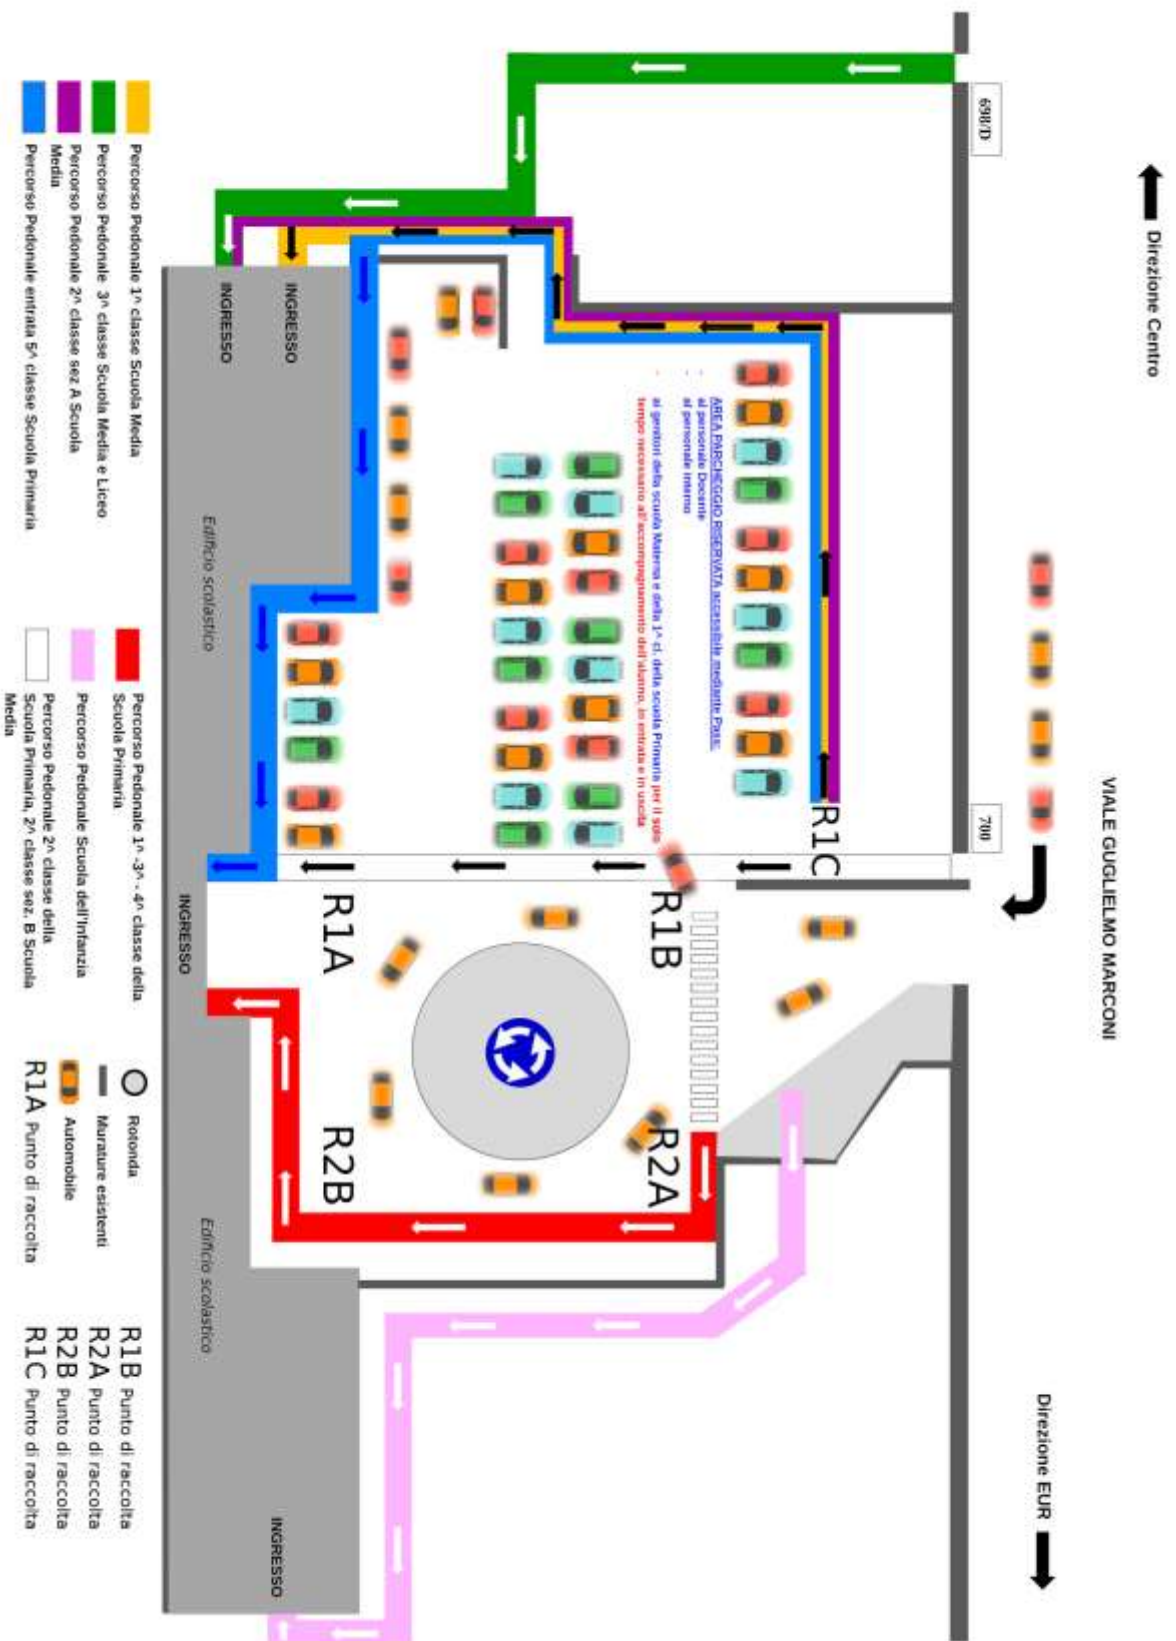 Direzione Centro
VIALE GUGLIELMO MARCONI
Direzione EUR
698/D
700
R1C
AREA PARCHEGGIO RISERVATA accessibile mediante Pass:
- al personale Docente
- al personale interno
- ai genitori della scuola Materna e della 1^ cl. della scuola Primaria per il solo
tempo necessario all'accompagnamento dell'alunno, in entrata e in uscita
R1B
R2A
R1A
R2B
INGRESSO
INGRESSO
INGRESSO
INGRESSO
Edificio scolastico
Edificio scolastico
Percorso Pedonale 1^ classe Scuola Media
Percorso Pedonale 3^ classe Scuola Media e Liceo
Percorso Pedonale 2^ classe sez A Scuola
Media
Percorso Pedonale entrata 5^ classe Scuola Primaria
Percorso Pedonale 1^ -3^ - 4^ classe della
Scuola Primaria
Percorso Pedonale Scuola dell'Infanzia
Percorso Pedonale 2^ classe della
Scuola Primaria, 2^ classe sez. B Scuola
Media
Rotonda
Murature esistenti
Automobile
R1A Punto di raccolta
R1B Punto di raccolta
R2A Punto di raccolta
R2B Punto di raccolta
R1C Punto di raccolta